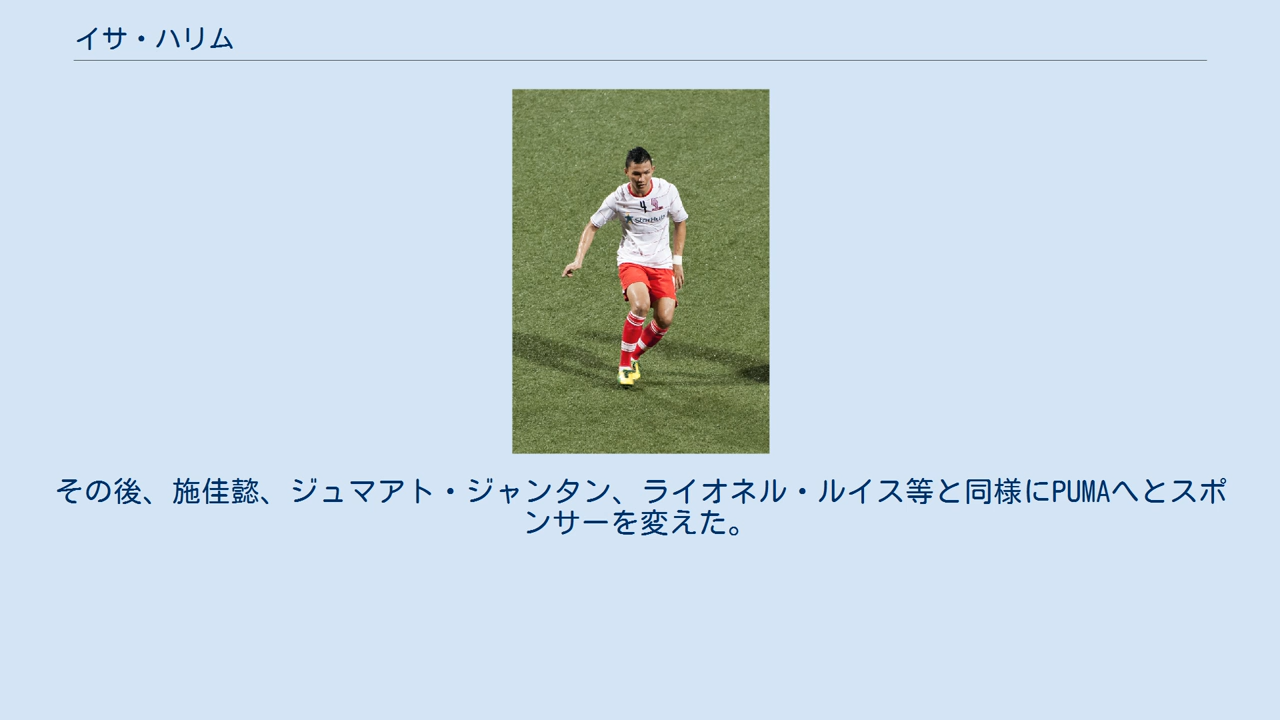 イサ・ハリム
4
StarHub
その後、施佳懿、ジュマアト・ジャンタン、ライオネル・ルイス等と同様にPUMAへとスポ
ンサーを変えた。